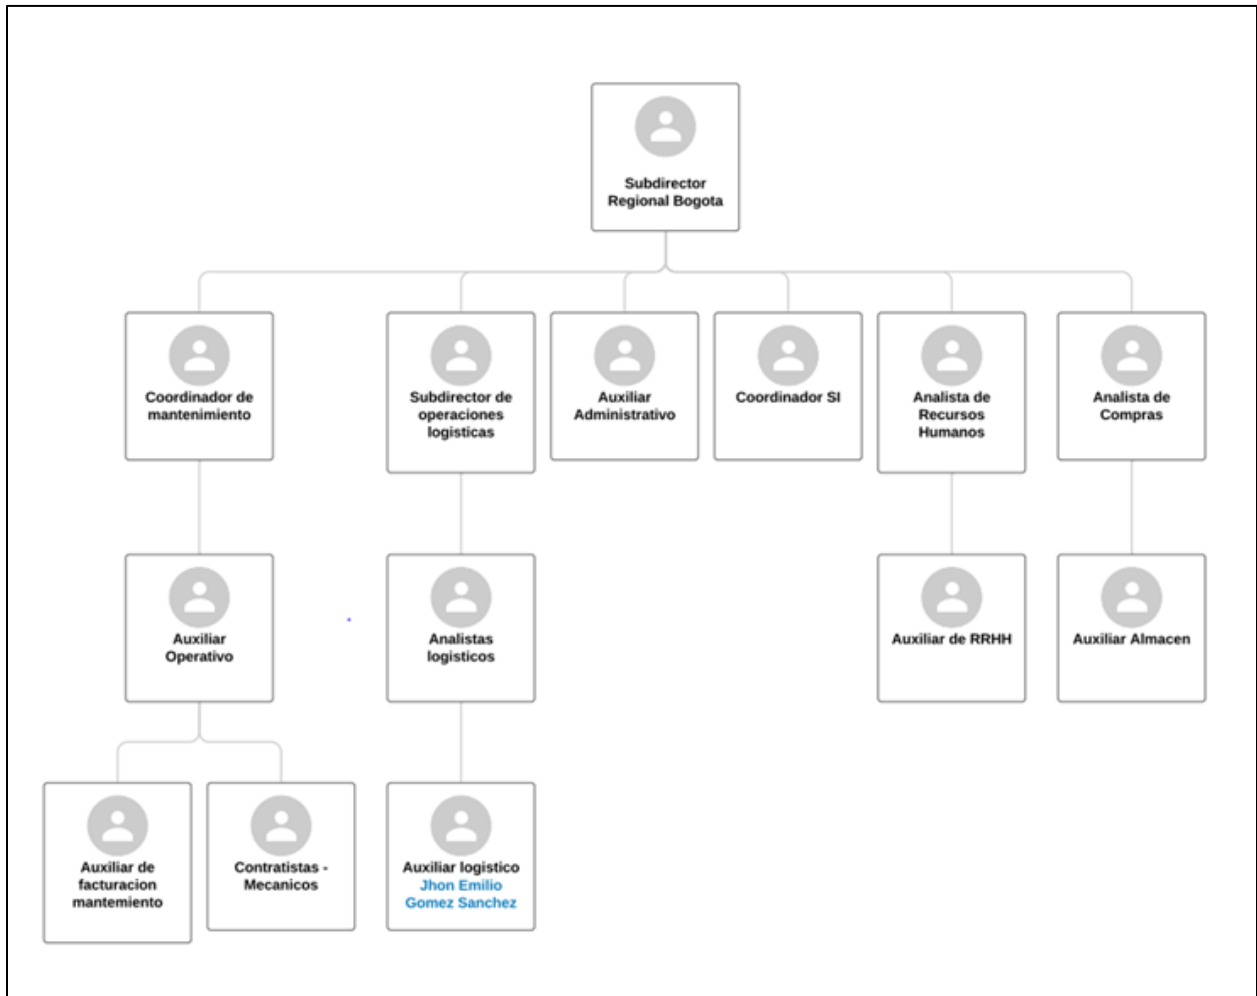 Subdirector
Regional Bogota
Coordinador de
mantenimiento
Subdirector de
operaciones
logisticas
Auxiliar
Administrativo
Coordinador SI
Analista de
Recursos
Humanos
Analista de
Compras
Auxiliar
Operativo
Analistas
logisticos
Auxiliar de RRHH
Auxiliar Almacen
Auxiliar de
facturacion
mantemiento
Contratistas -
Mecanicos
Auxiliar logistico
Jhon Emilio
Gomez Sanchez